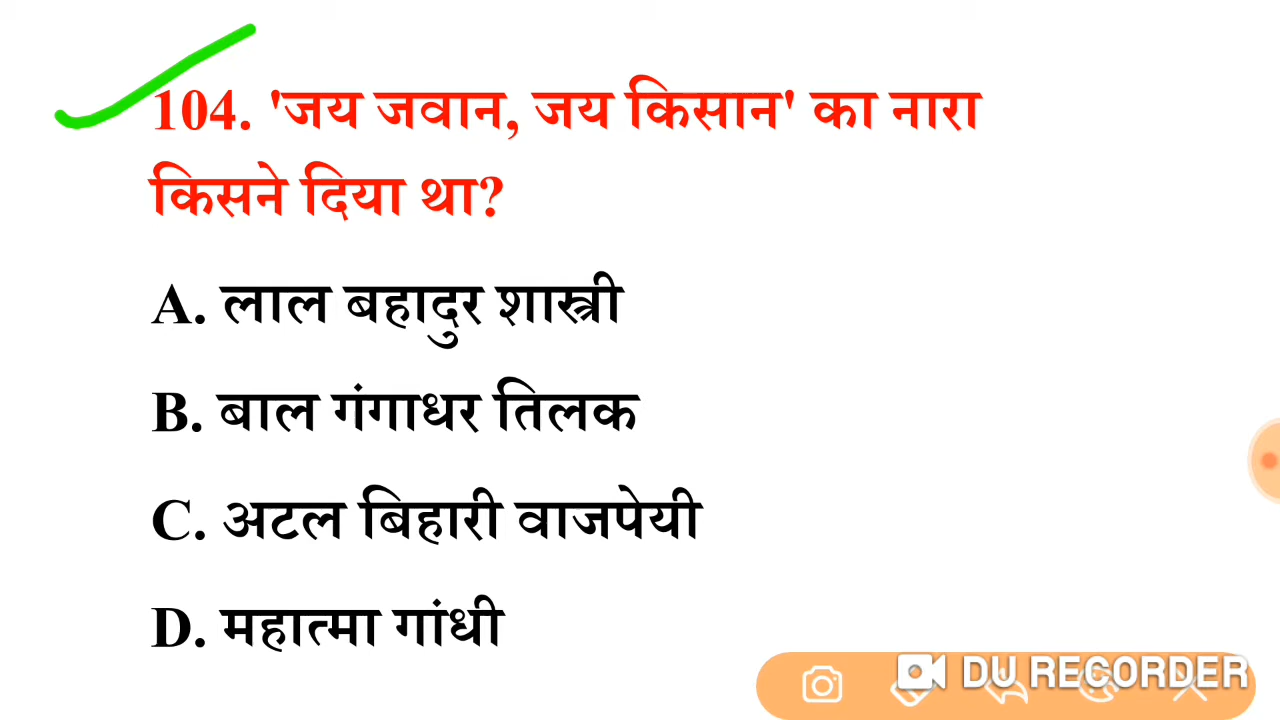 104. 'जय जवान, जय किसान' का नारा
किसने दिया था?
A. लाल बहादुर शास्त्री
B. बाल गंगाधर तिलक
C. अटल बिहारी वाजपेयी
D. महात्मा गांधी
DU RECORDER